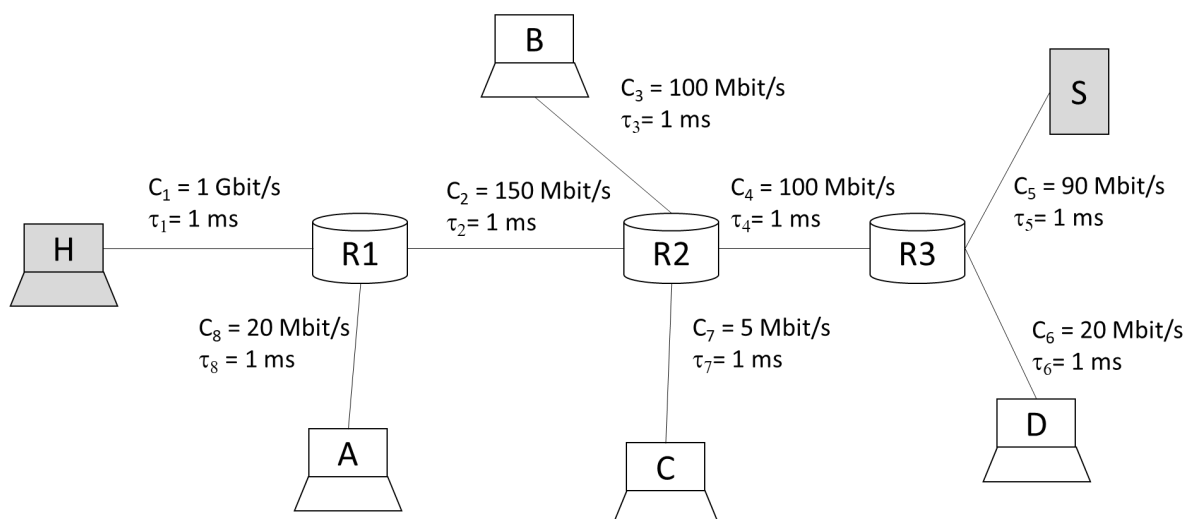 B
C₃ = 100 Mbit/s
τ₃= 1 ms
S
C₁ = 1 Gbit/s
τ₁= 1 ms
C₂ = 150 Mbit/s
τ₂= 1 ms
C₄ = 100 Mbit/s
τ₄= 1 ms
C₅ = 90 Mbit/s
τ₅= 1 ms
H
R1
R2
R3
C₈ = 20 Mbit/s
τ₈ = 1 ms
C₇ = 5 Mbit/s
τ₇= 1 ms
C₆ = 20 Mbit/s
τ₆= 1 ms
A
C
D